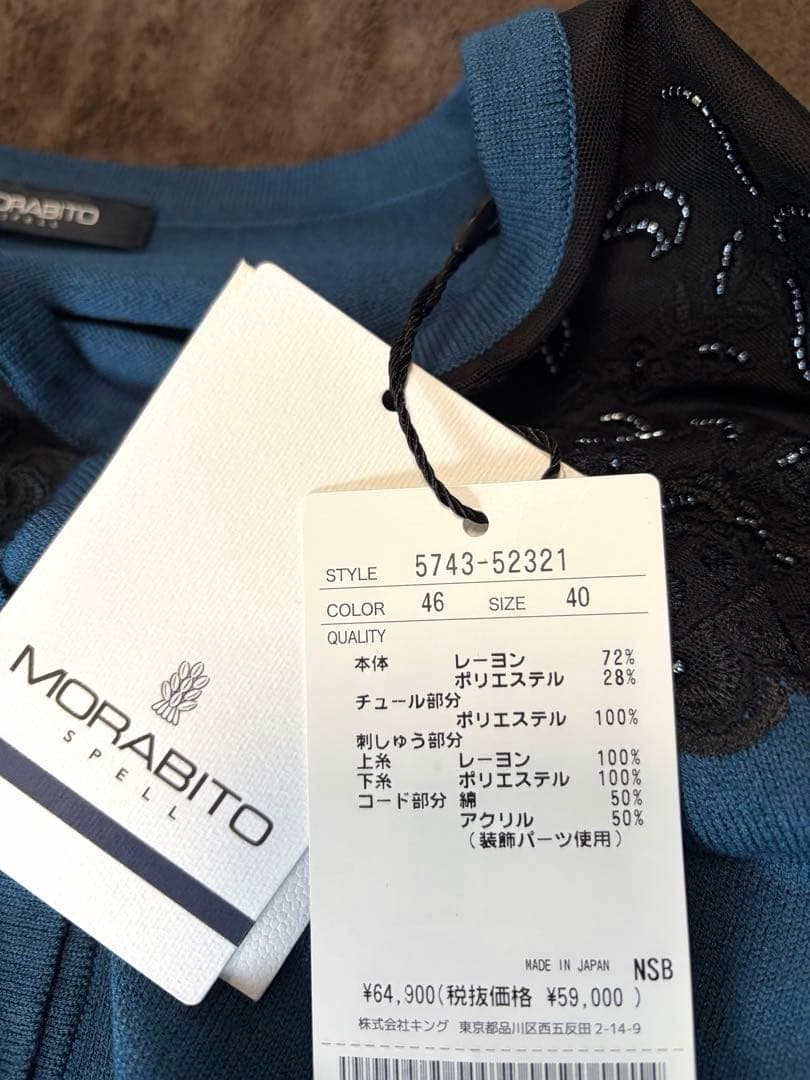 MORABITO
SPELL
MORABITO
SPELL
STYLE 5743-52321
COLOR 46 SIZE 40
QUALITY
本体 レーヨン 72%
ポリエステル 28%
チュール部分
ポリエステル 100%
刺しゅう部分
上糸 レーヨン 100%
下糸 ポリエステル 100%
コード部分 綿 50%
アクリル 50%
(装飾パーツ使用)
MADE IN JAPAN NSB
¥64,900(税抜価格 ¥59,000 )
株式会社キング 東京都品川区西五反田 2-14-9